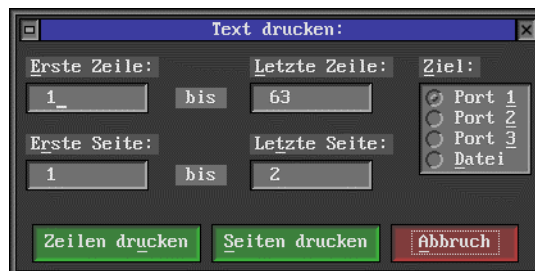 Text drucken:
Erste Zeile: Letzte Zeile: Ziel:
1 bis 63
Port 1
Port 2
Port 3
Datei
Erste Seite: Letzte Seite:
1 bis 2
Zeilen drucken Seiten drucken Abbruch